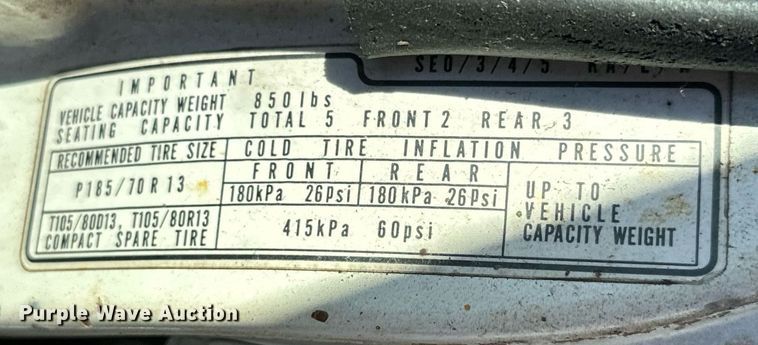 SE0/3/4/5
IMPORTANT
VEHICLE CAPACITY WEIGHT 850lbs
SEATING CAPACITY TOTAL 5 FRONT 2 REAR 3
RECOMMENDED TIRE SIZE COLD TIRE INFLATION PRESSURE
FRONT REAR
P185/70R13 180kPa 26psi 180kPa 26psi UP TO
VEHICLE
CAPACITY WEIGHT
T105/80D13, T105/80R13 415kPa 60psi
COMPACT SPARE TIRE
Purple Wave Auction